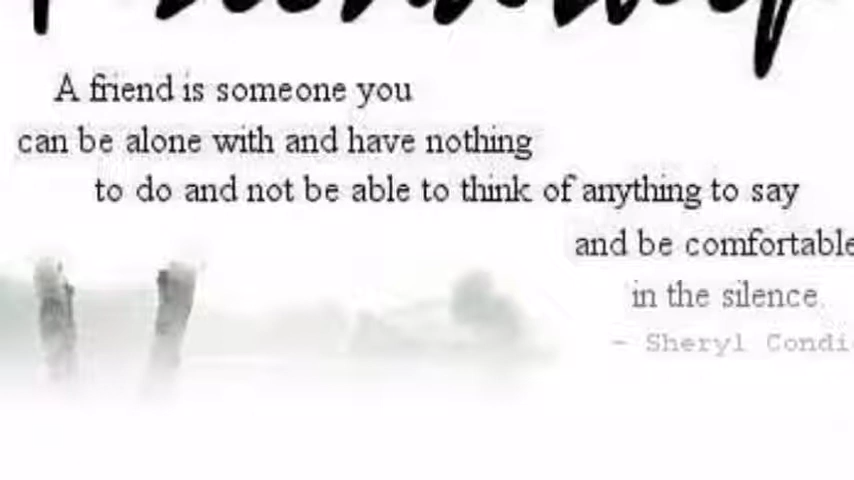 A friend is someone you
can be alone with and have nothing
to do and not be able to think of anything to say
and be comfortable
in the silence.
- Sheryl Condi